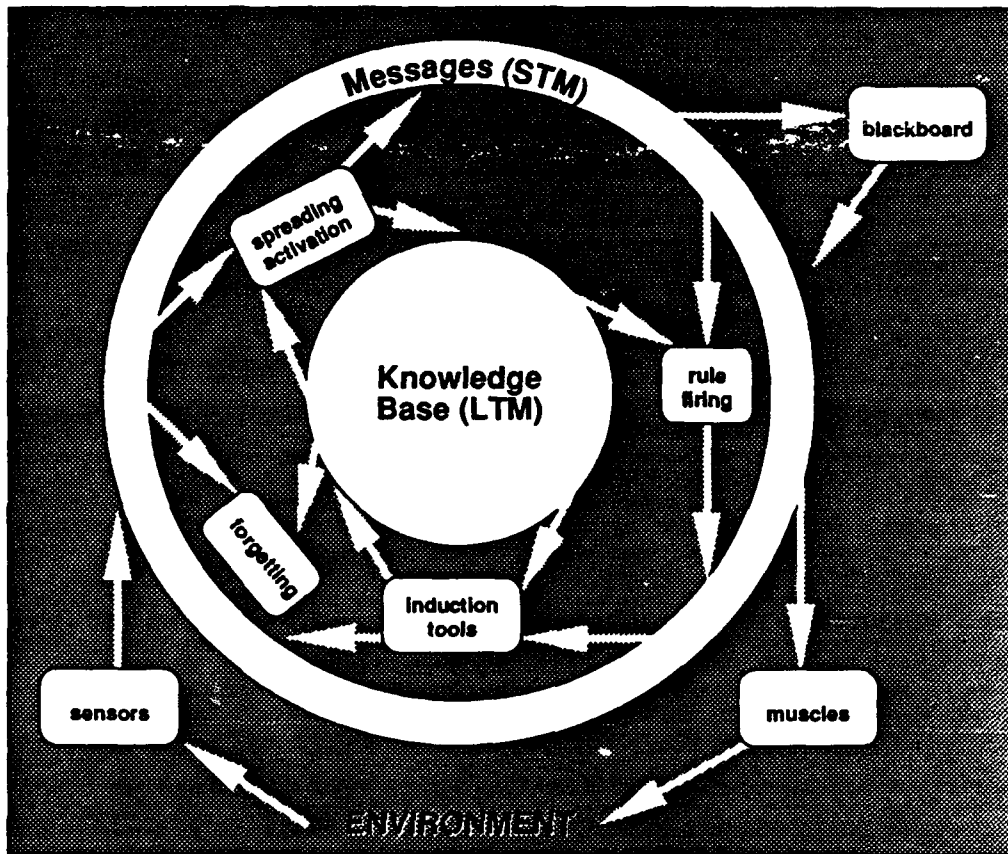 Messages (STM)
blackboard
spreading
activation
Knowledge
Base (LTM)
rule
firing
forgetting
induction
tools
sensors
muscles
ENVIRONMENT